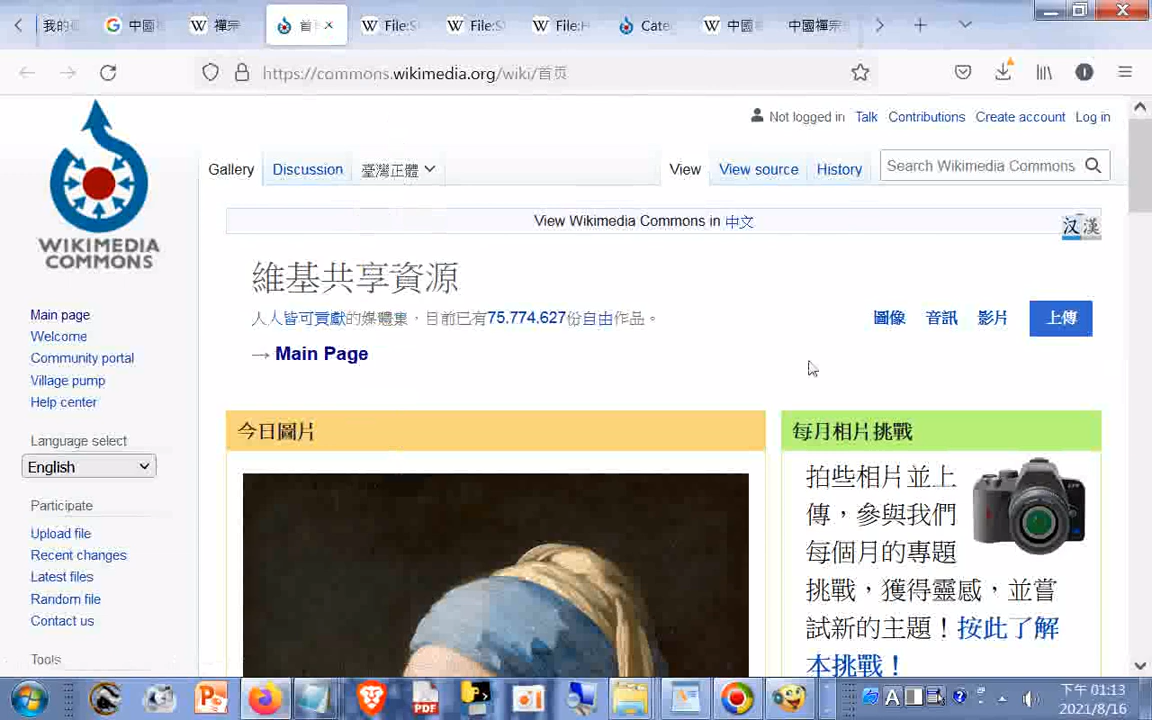 我的
中國
禪宗
首
File:S
File:S
File:H
Cate
中國
中國禪宗
https://commons.wikimedia.org/wiki/首页
Not logged in Talk Contributions Create account Log in
Gallery Discussion 臺灣正體 View View source History Search Wikimedia Commons
WIKIMEDIA
COMMONS
View Wikimedia Commons in 中文
汉漢
維基共享資源
人人皆可貢獻的媒體集，目前已有75.774.627份自由作品。
圖像 音訊 影片 上傳
→ Main Page
Main page
Welcome
Community portal
Village pump
Help center
Language select
English
Participate
Upload file
Recent changes
Latest files
Random file
Contact us
Tools
今日圖片
每月相片挑戰
拍些相片並上
傳，參與我們
每個月的專題
挑戰，獲得靈感，並嘗
試新的主題！按此了解
本挑戰！
PDF
下午 01:13
2021/8/16